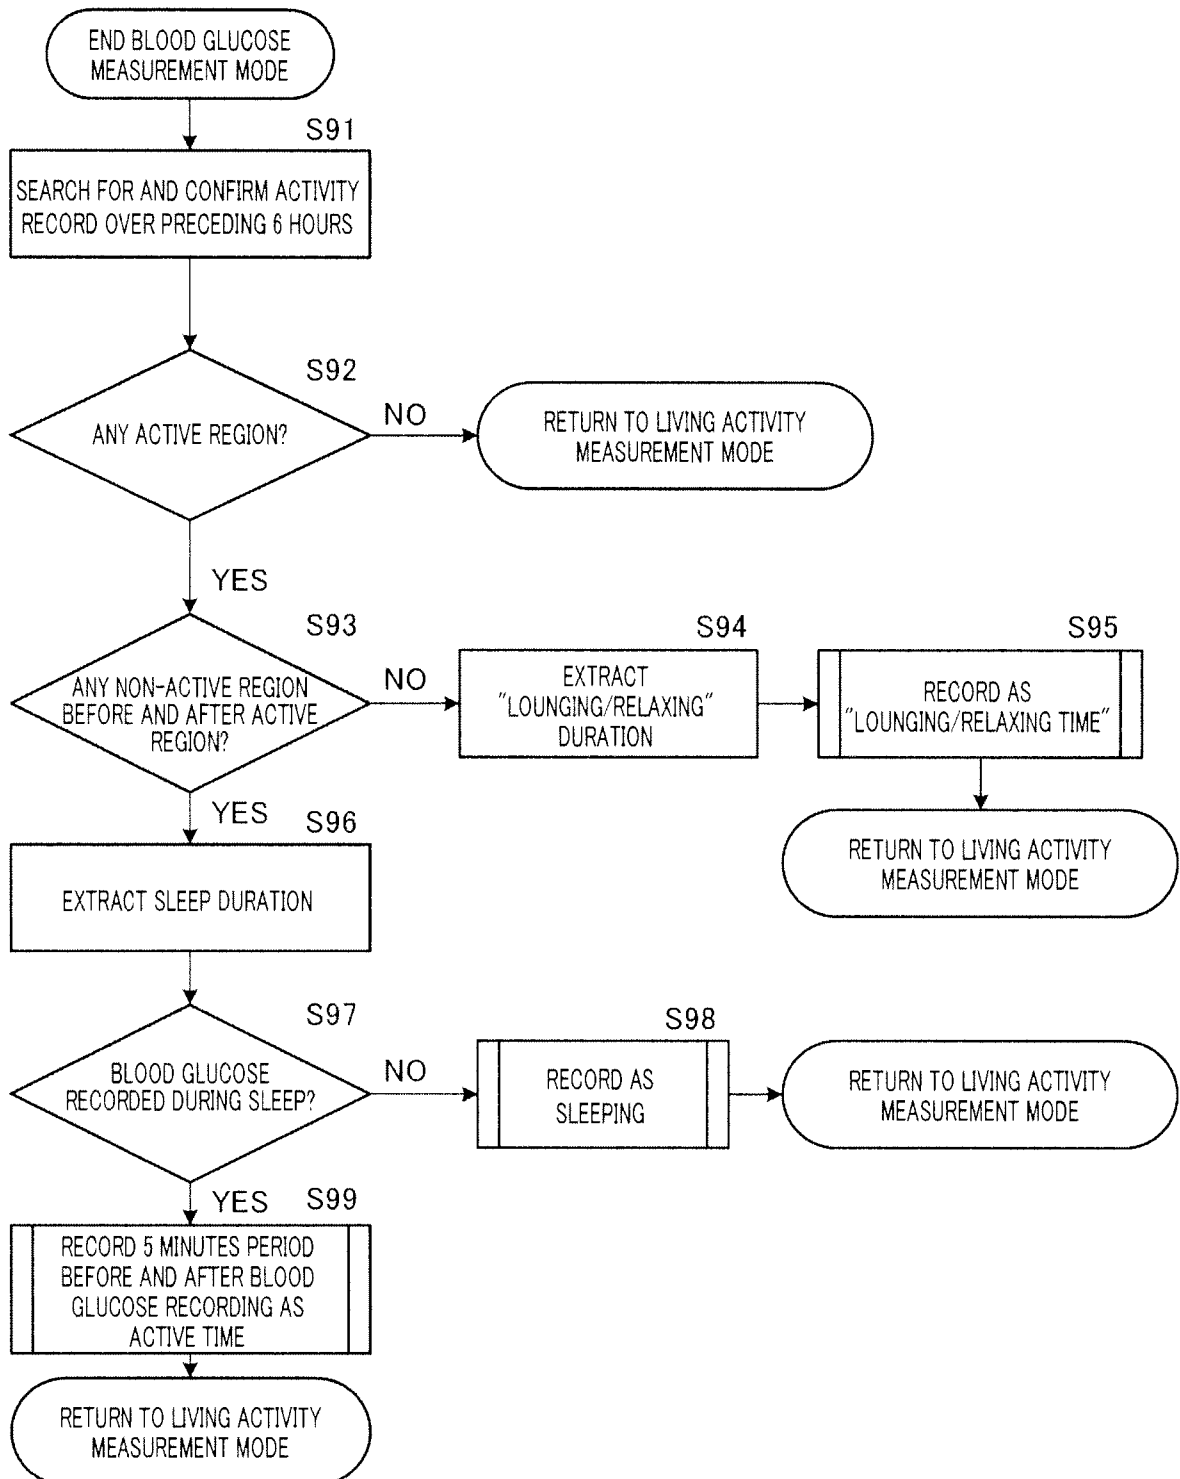 END BLOOD GLUCOSE
MEASUREMENT MODE
S91
SEARCH FOR AND CONFIRM ACTIVITY
RECORD OVER PRECEDING 6 HOURS
S92
ANY ACTIVE REGION?
NO
RETURN TO LIVING ACTIVITY
MEASUREMENT MODE
YES
S93
ANY NON-ACTIVE REGION
BEFORE AND AFTER ACTIVE
REGION?
NO
S94
EXTRACT
"LOUNGING/RELAXING"
DURATION
S95
RECORD AS
"LOUNGING/RELAXING TIME"
RETURN TO LIVING ACTIVITY
MEASUREMENT MODE
YES
S96
EXTRACT SLEEP DURATION
S97
BLOOD GLUCOSE
RECORDED DURING SLEEP?
NO
S98
RECORD AS
SLEEPING
RETURN TO LIVING ACTIVITY
MEASUREMENT MODE
YES
S99
RECORD 5 MINUTES PERIOD
BEFORE AND AFTER BLOOD
GLUCOSE RECORDING AS
ACTIVE TIME
RETURN TO LIVING ACTIVITY
MEASUREMENT MODE